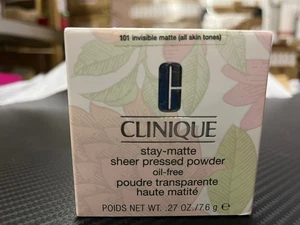 101 invisible matte (all skin tones)
C
CLINIQUE
stay-matte
sheer pressed powder
oil-free
poudre transparente
haute matité
POIDS NET WT. .27 OZ./7.6 g ℮